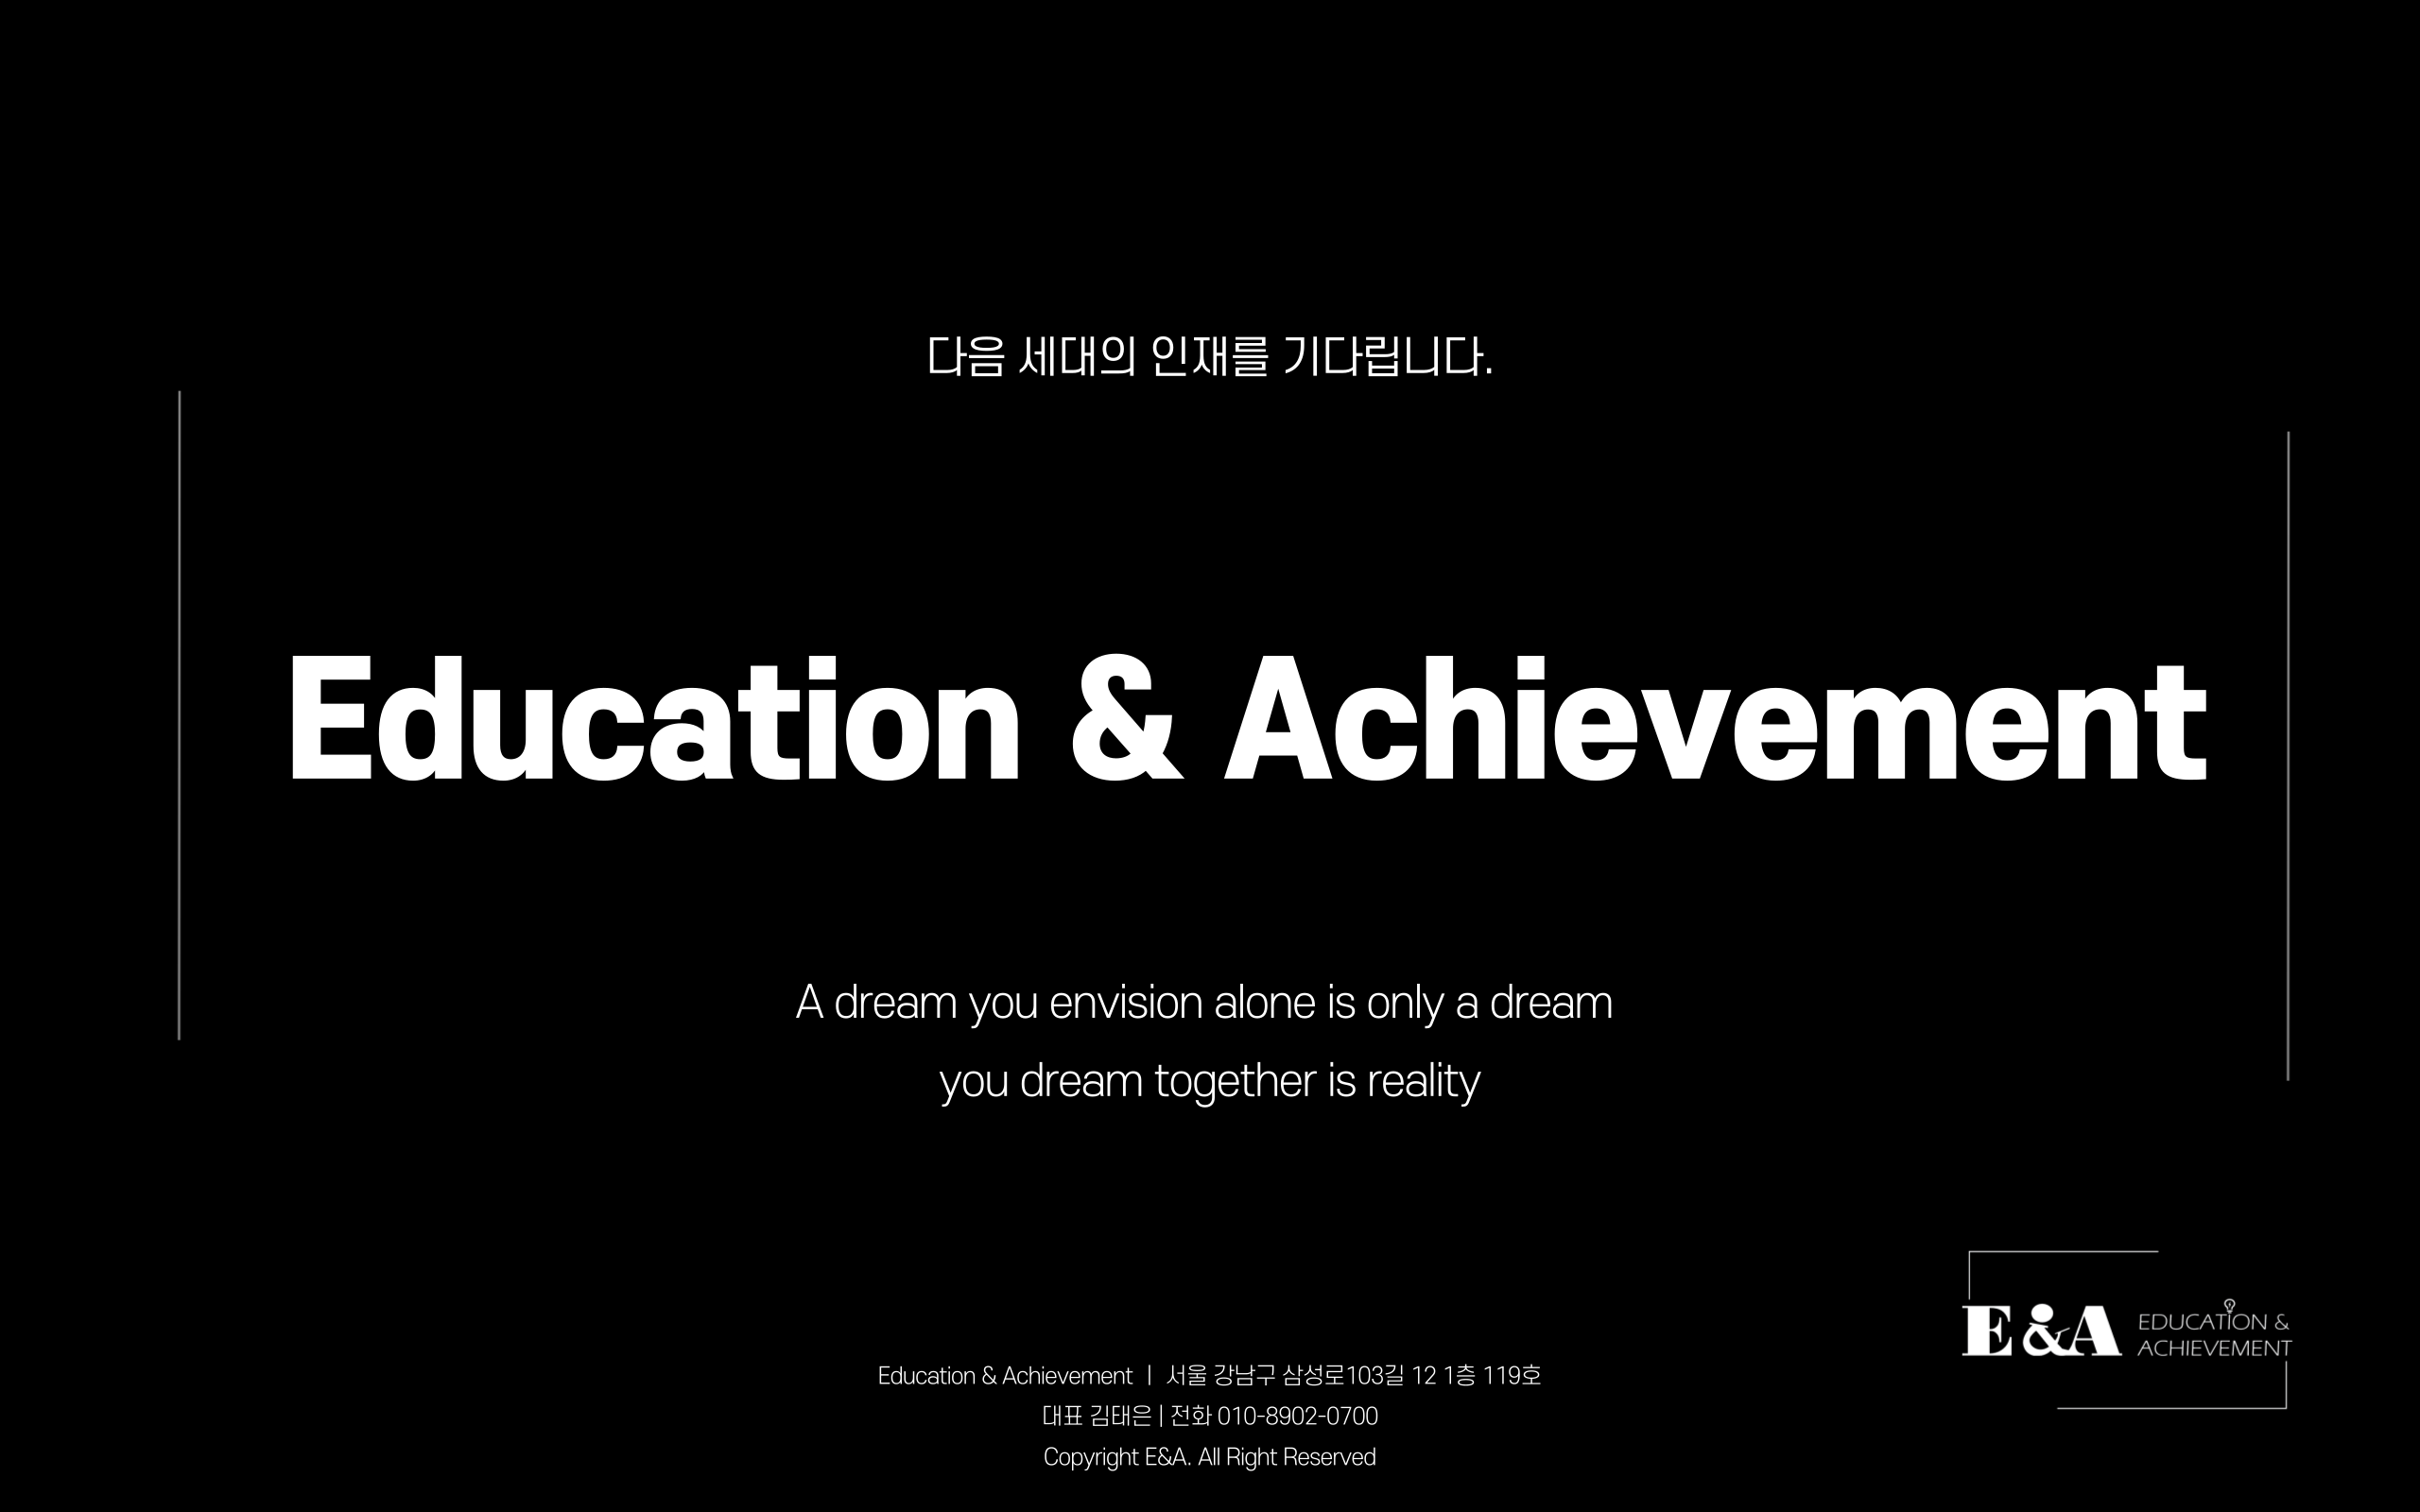 다음 세대의 인재를 기다립니다.
Education & Achievement
A dream you envision alone is only a dream
you dream together is reality
E&A EDUCATION &
ACHIEVEMENT
Education & Achievement | 서울 강남구 삼성로103길 12 1층 119호
대표 김태은 | 전화 010-8902-0700
Copyright E&A. All Right Reserved